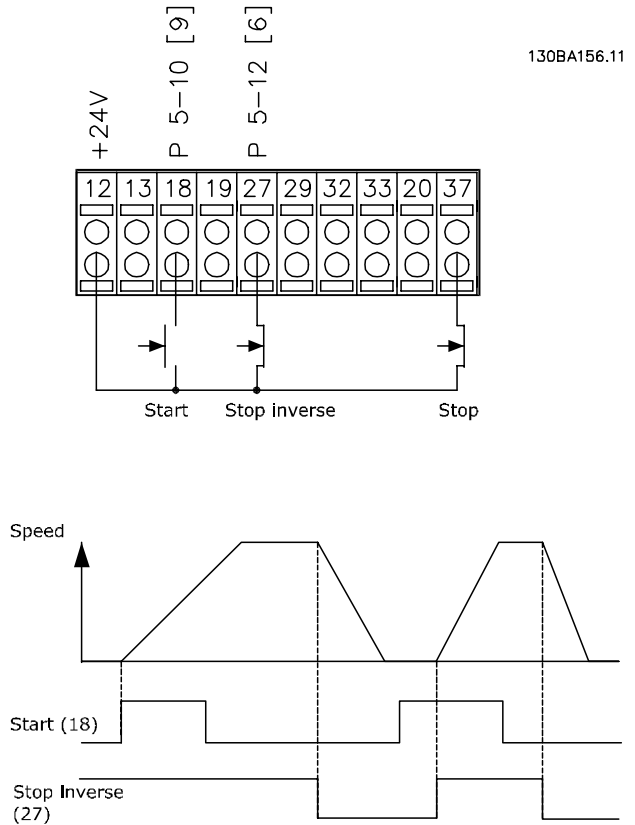 130BA156.11
+24V
P 5-10 [9]
P 5-12 [6]
12 13 18 19 27 29 32 33 20 37
Start Stop inverse Stop
Speed
Start (18)
Stop Inverse
(27)